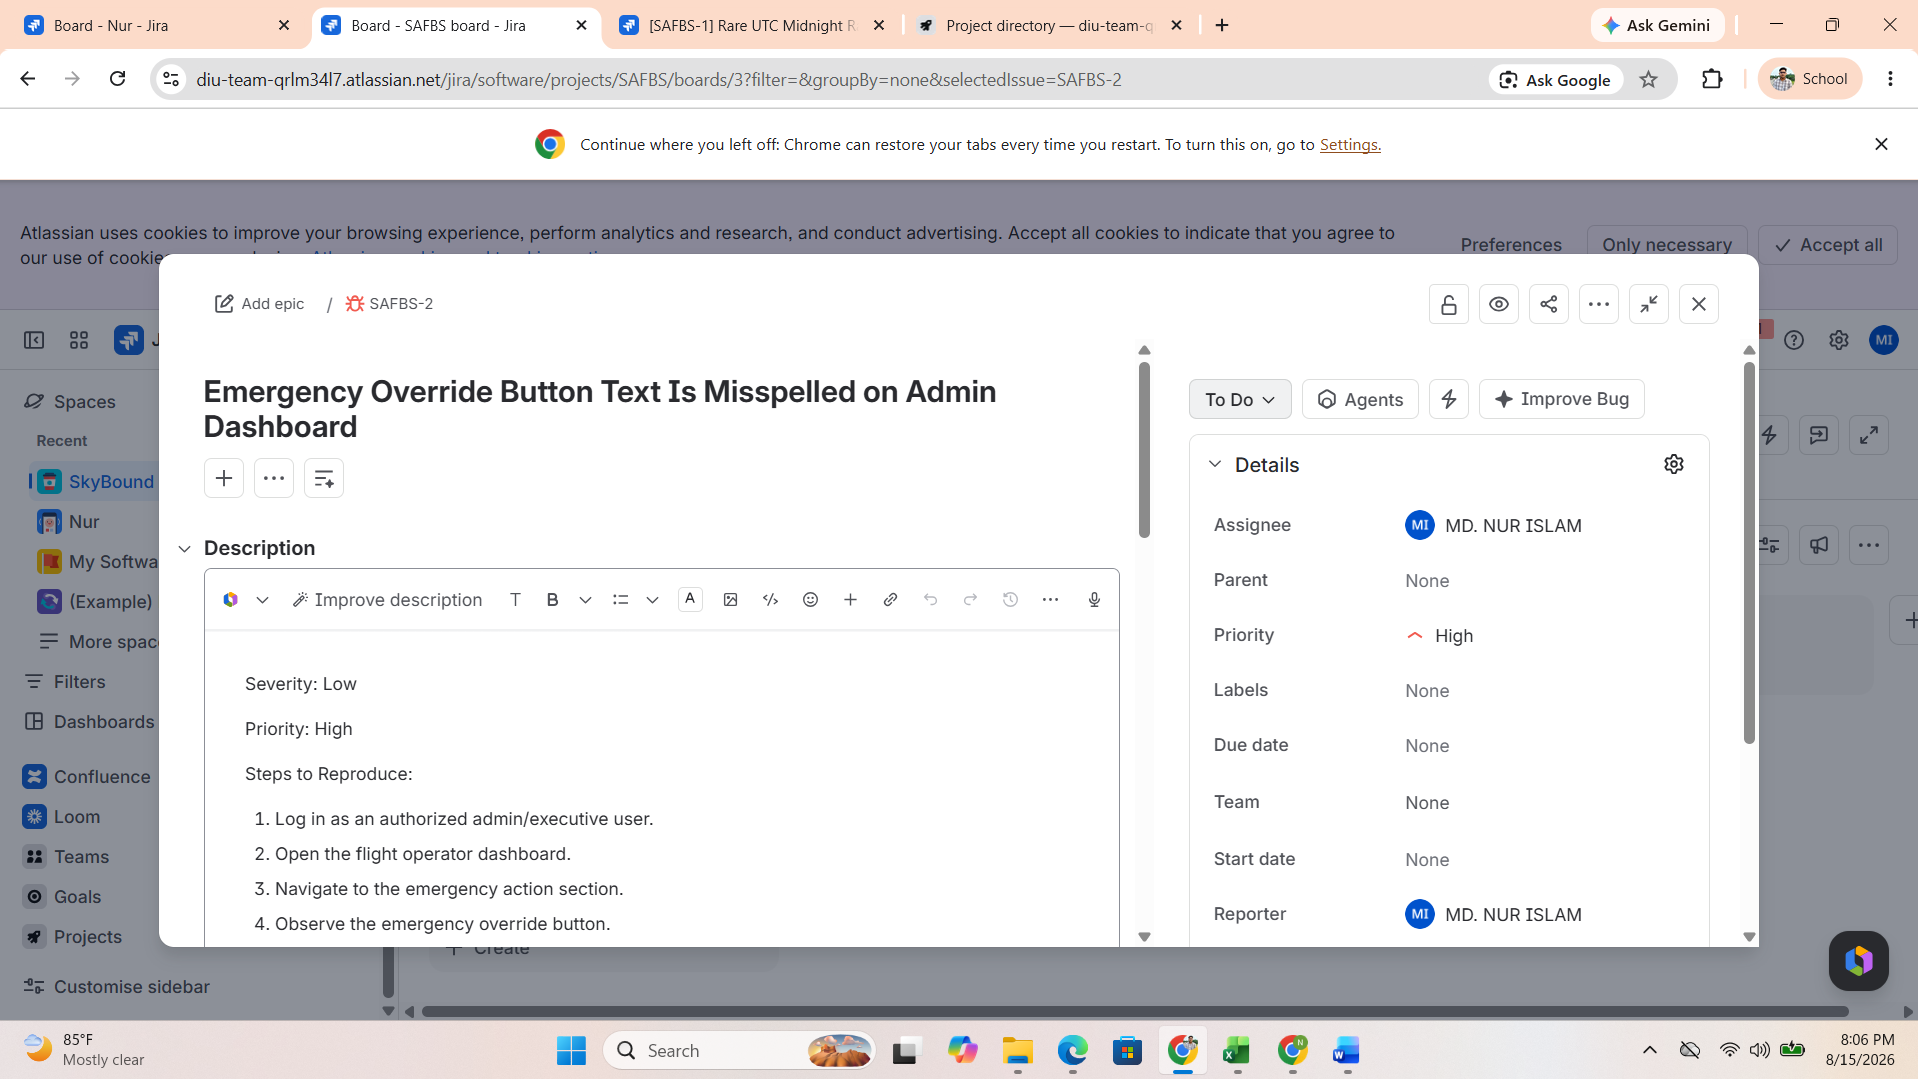 Board - Nur - Jira
Board - SAFBS board - Jira
[SAFBS-1] Rare UTC Midnight R
Project directory — diu-team-q
Ask Gemini
diu-team-qrlm34l7.atlassian.net/jira/software/projects/SAFBS/boards/3?filter=&groupBy=none&selectedIssue=SAFBS-2
Ask Google
School
Continue where you left off: Chrome can restore your tabs every time you restart. To turn this on, go to Settings.
Atlassian uses cookies to improve your browsing experience, perform analytics and research, and conduct advertising. Accept all cookies to indicate that you agree to
our use of cookie
Preferences
Only necessary
Accept all
Add epic / SAFBS-2
MI
Emergency Override Button Text Is Misspelled on Admin
Dashboard
To Do
Agents
Improve Bug
Spaces
Recent
SkyBound
Nur
My Softwa
(Example)
More spac
Filters
Dashboards
Confluence
Loom
Teams
Goals
Projects
Customise sidebar
Description
Improve description
T
B
A
Severity: Low
Priority: High
Steps to Reproduce:
1. Log in as an authorized admin/executive user.
2. Open the flight operator dashboard.
3. Navigate to the emergency action section.
4. Observe the emergency override button.
Create
Details
Assignee
MI MD. NUR ISLAM
Parent
None
Priority
High
Labels
None
Due date
None
Team
None
Start date
None
Reporter
MI MD. NUR ISLAM
85°F
Mostly clear
Search
N
8:06 PM
8/15/2026